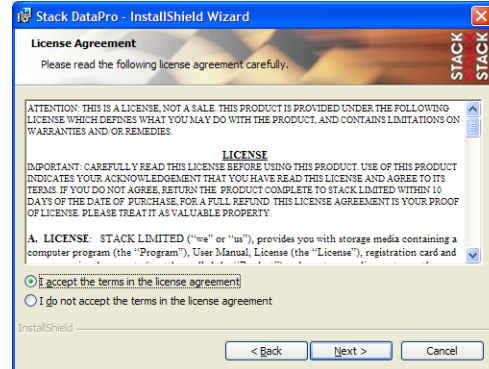 Stack DataPro - InstallShield Wizard
License Agreement
Please read the following license agreement carefully.
STACK
STACK
STACK
ATTENTION: THIS IS A LICENSE, NOT A SALE. THIS PRODUCT IS PROVIDED UNDER THE FOLLOWING
LICENSE WHICH DEFINES WHAT YOU MAY DO WITH THE PRODUCT, AND CONTAINS LIMITATIONS ON
WARRANTIES AND/OR REMEDIES.
LICENSE
IMPORTANT: CAREFULLY READ THIS LICENSE BEFORE USING THIS PRODUCT. USE OF THIS PRODUCT
INDICATES YOUR ACKNOWLEDGEMENT THAT YOU HAVE READ THIS LICENSE AND AGREE TO ITS
TERMS. IF YOU DO NOT AGREE, RETURN THE PRODUCT COMPLETE TO STACK LIMITED WITHIN 10
DAYS OF THE DATE OF PURCHASE, FOR A FULL REFUND. THIS LICENSE AGREEMENT IS YOUR PROOF
OF LICENSE. PLEASE TREAT IT AS VALUABLE PROPERTY.
A. LICENSE: STACK LIMITED (“we” or “us”), provides you with storage media containing a
computer program (the “Program”), User Manual, License (the “License”), registration card and
I accept the terms in the license agreement
I do not accept the terms in the license agreement
InstallShield
< Back
Next >
Cancel